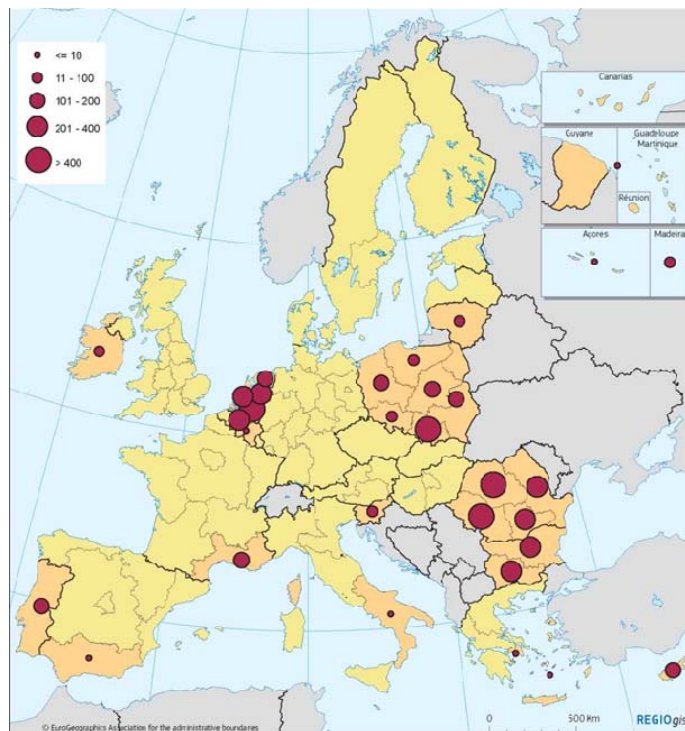 <= 10
11 - 100
101 - 200
201 - 400
> 400
Canarias
Guyane
Guadeloupe
Martinique
Réunion
Açores
Madeira
© EuroGeographics Association for the administrative boundaries
0 500 Km
REGIOgis